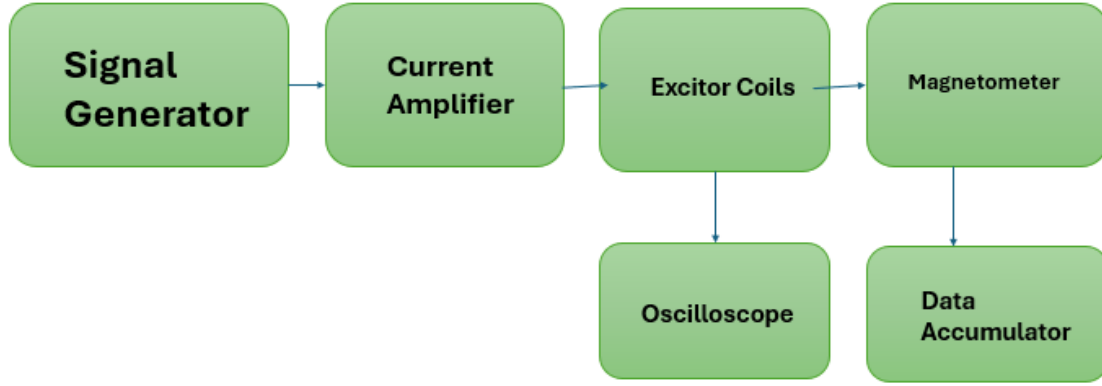 Signal
Generator
Current
Amplifier
Excitor Coils
Magnetometer
Oscilloscope
Data
Accumulator